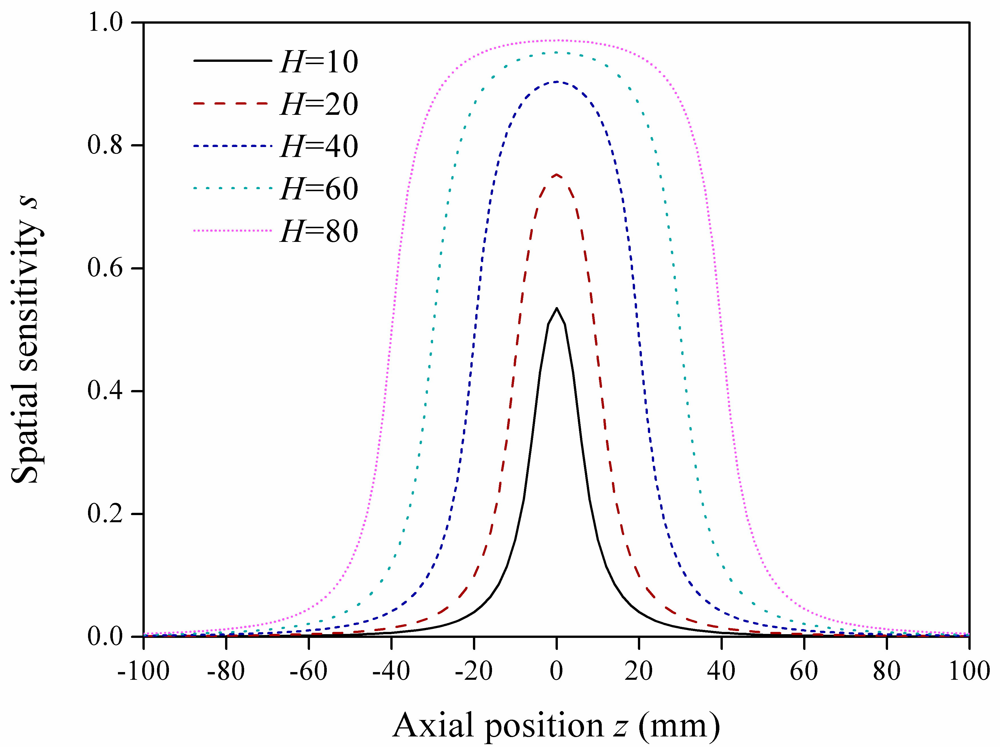 1.0
0.8
0.6
0.4
0.2
0.0
Spatial sensitivity s
H=10
H=20
H=40
H=60
H=80
-100 -80 -60 -40 -20 0 20 40 60 80 100
Axial position z (mm)